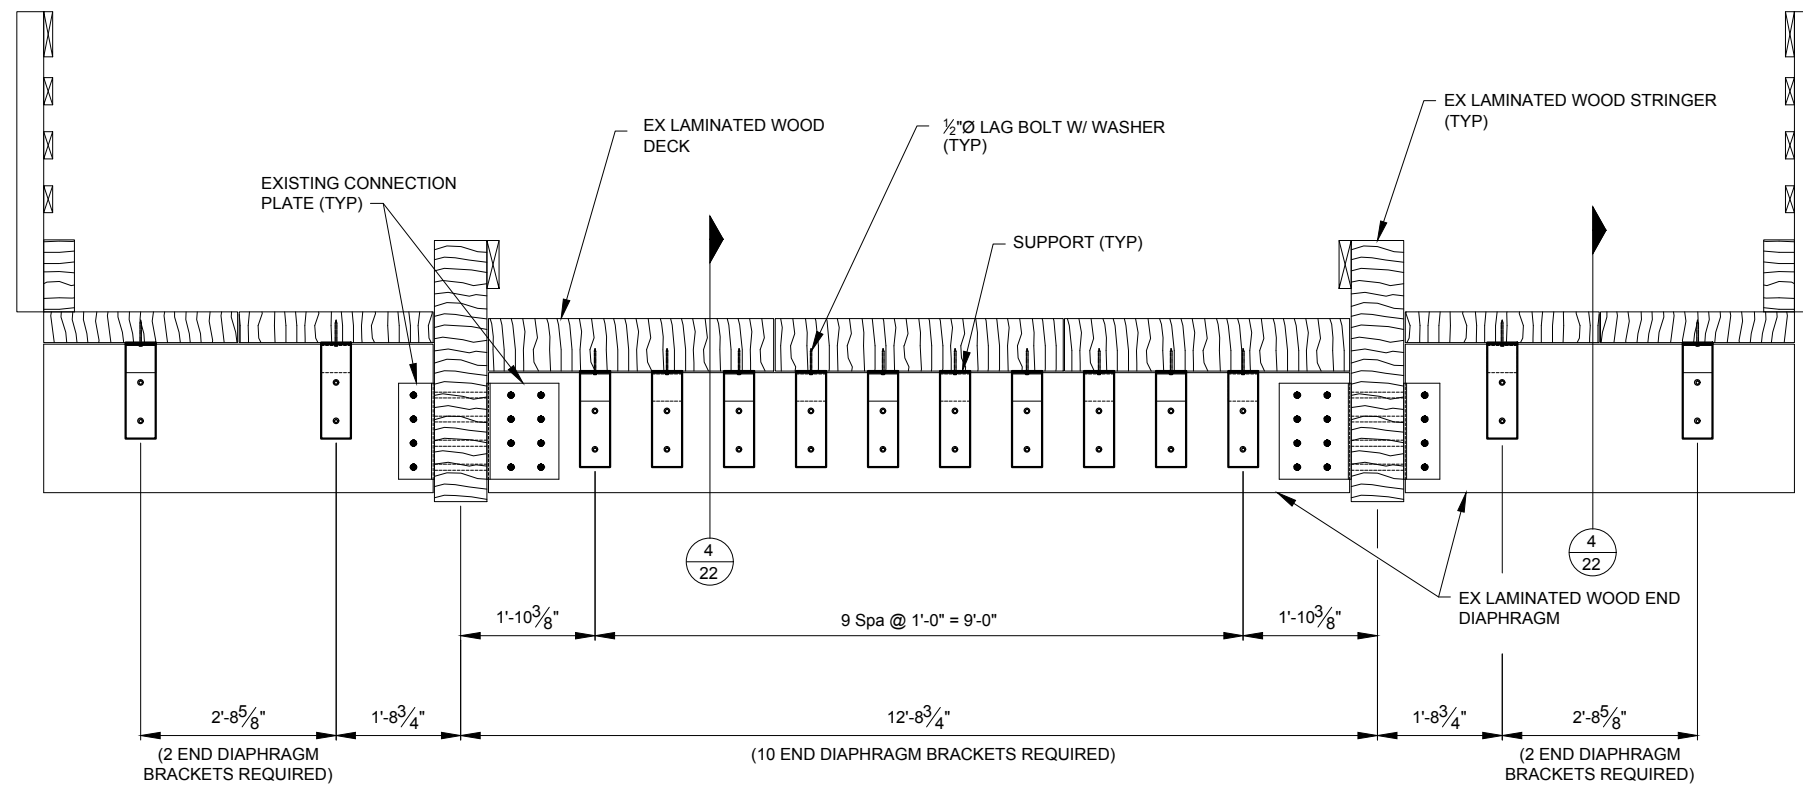 EX LAMINATED WOOD STRINGER
(TYP)
EX LAMINATED WOOD
DECK
½"Ø LAG BOLT W/ WASHER
(TYP)
EXISTING CONNECTION
PLATE (TYP)
SUPPORT (TYP)
4
22
4
22
EX LAMINATED WOOD END
DIAPHRAGM
1'-10⅜"
9 Spa @ 1'-0" = 9'-0"
1'-10⅜"
2'-8⅝"
1'-8¾"
12'-8¾"
1'-8¾"
2'-8⅝"
(2 END DIAPHRAGM
BRACKETS REQUIRED)
(10 END DIAPHRAGM BRACKETS REQUIRED)
(2 END DIAPHRAGM
BRACKETS REQUIRED)